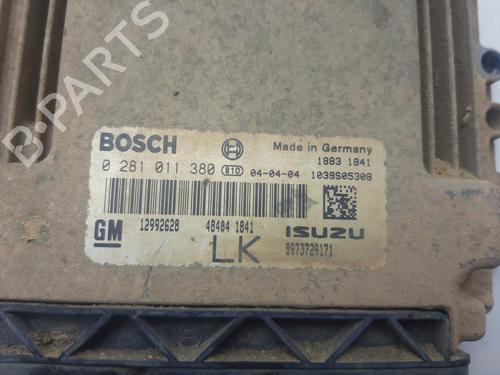 BOSCH Made in Germany
1883 1841
0 281 011 380 810 04-04-04 1039S05308
GM 12992628 48404 1841 ISUZU
LK 8973729171
B-PARTS